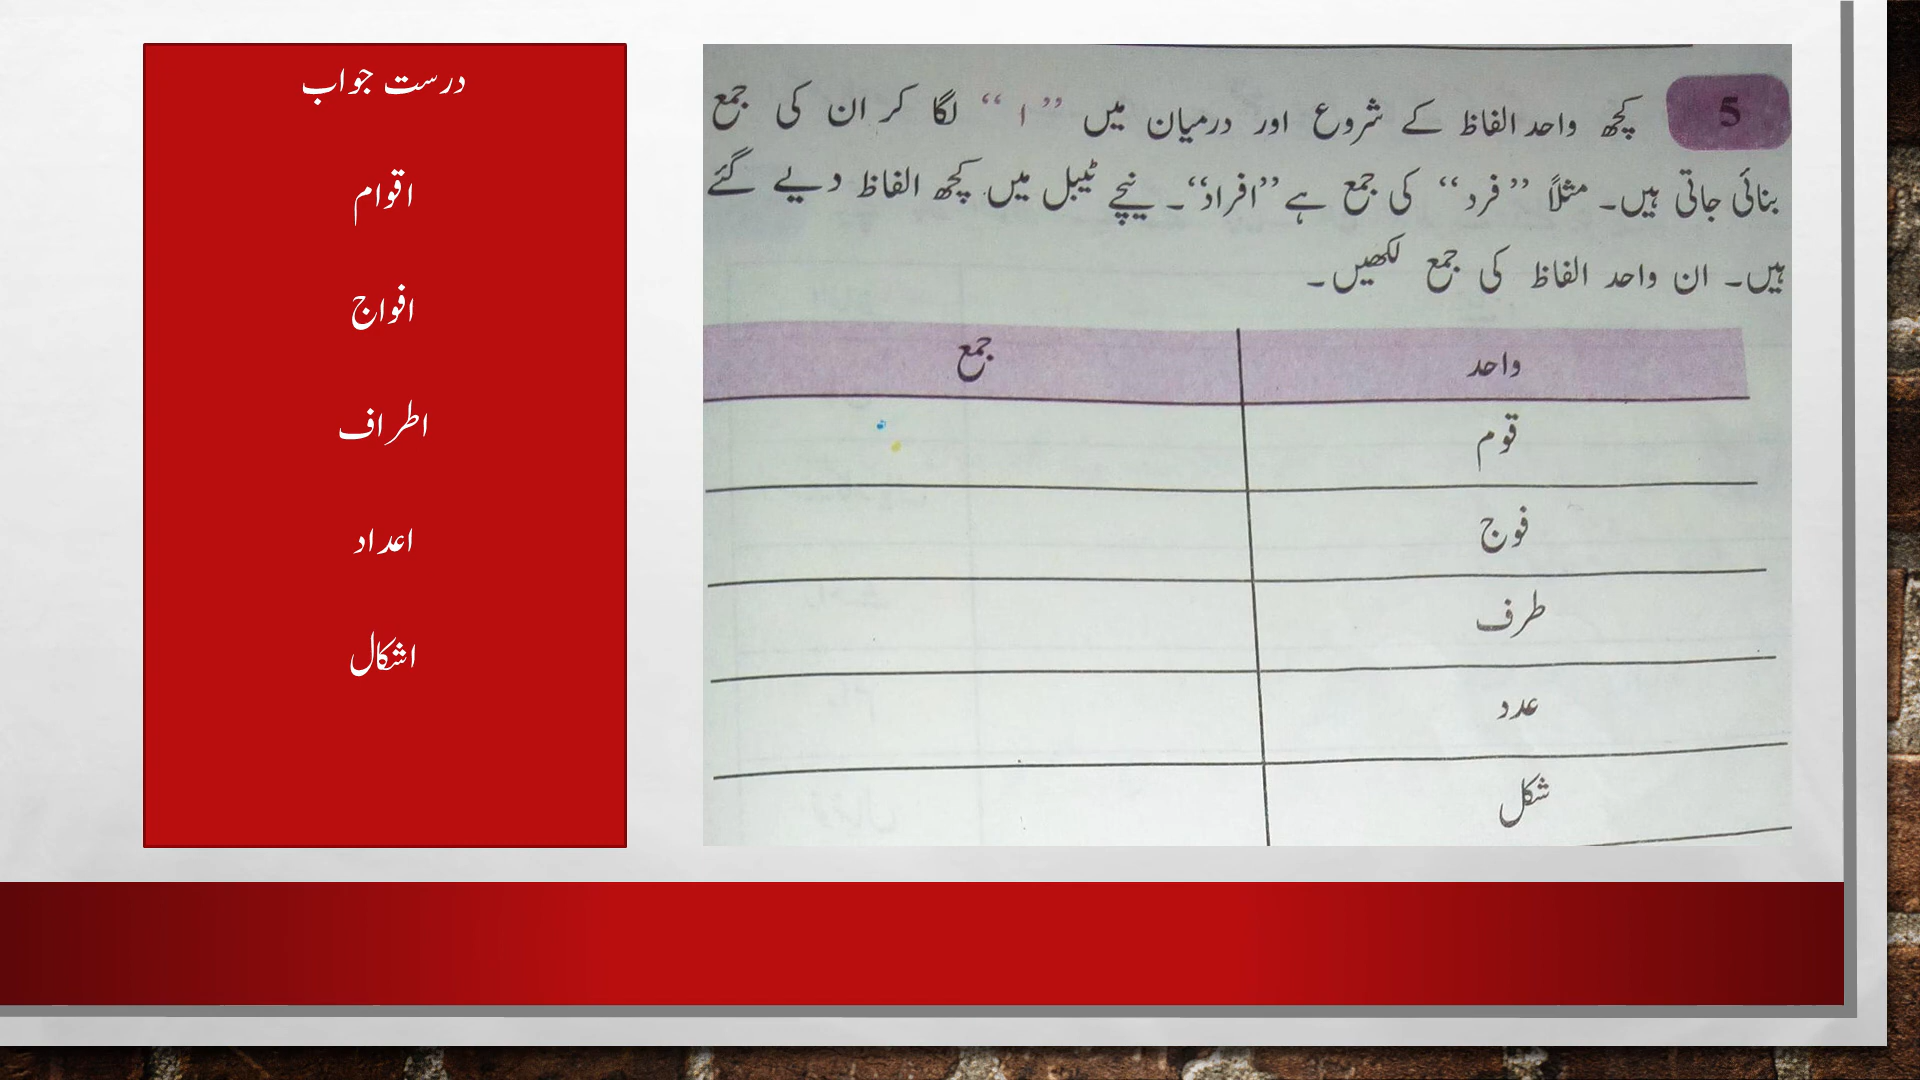 درست جواب
اقوام
افواج
اطراف
اعداد
اشکال
5
کچھ واحد الفاظ کے شروع اور درمیان میں ”ا“ لگا کر ان کی جمع
بنائی جاتی ہیں۔ مثلاً ”فرد“ کی جمع ہے ”افراد“۔ نیچے ٹیبل میں کچھ الفاظ دیے گئے
ہیں۔ ان واحد الفاظ کی جمع لکھیں۔
واحد جمع
قوم
فوج
طرف
عدد
شکل